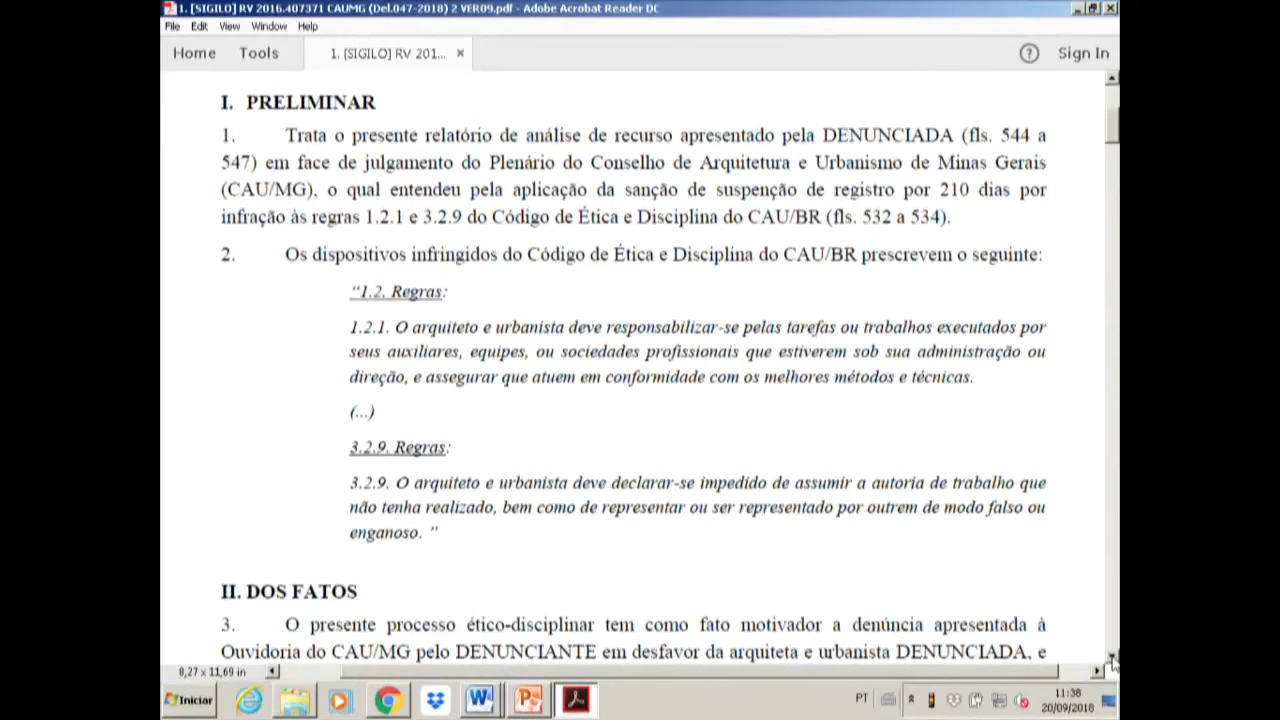 1. [SIGILO] RV 2016.407371 CAUMG (Del.047-2018) 2 VER09.pdf - Adobe Acrobat Reader DC
File Edit View Window Help
Home Tools 1. [SIGILO] RV 201... × ? Sign In
I. PRELIMINAR
1. Trata o presente relatório de análise de recurso apresentado pela DENUNCIADA (fls. 544 a
547) em face de julgamento do Plenário do Conselho de Arquitetura e Urbanismo de Minas Gerais
(CAU/MG), o qual entendeu pela aplicação da sanção de suspenção de registro por 210 dias por
infração às regras 1.2.1 e 3.2.9 do Código de Ética e Disciplina do CAU/BR (fls. 532 a 534).
2. Os dispositivos infringidos do Código de Ética e Disciplina do CAU/BR prescrevem o seguinte:
“1.2. Regras:
1.2.1. O arquiteto e urbanista deve responsabilizar-se pelas tarefas ou trabalhos executados por
seus auxiliares, equipes, ou sociedades profissionais que estiverem sob sua administração ou
direção, e assegurar que atuem em conformidade com os melhores métodos e técnicas.
(...)
3.2.9. Regras:
3.2.9. O arquiteto e urbanista deve declarar-se impedido de assumir a autoria de trabalho que
não tenha realizado, bem como de representar ou ser representado por outrem de modo falso ou
enganoso. ”
II. DOS FATOS
3. O presente processo ético-disciplinar tem como fato motivador a denúncia apresentada à
Ouvidoria do CAU/MG pelo DENUNCIANTE em desfavor da arquiteta e urbanista DENUNCIADA, e
8,27 x 11,69 in
Iniciar PT 11:38
20/09/2018